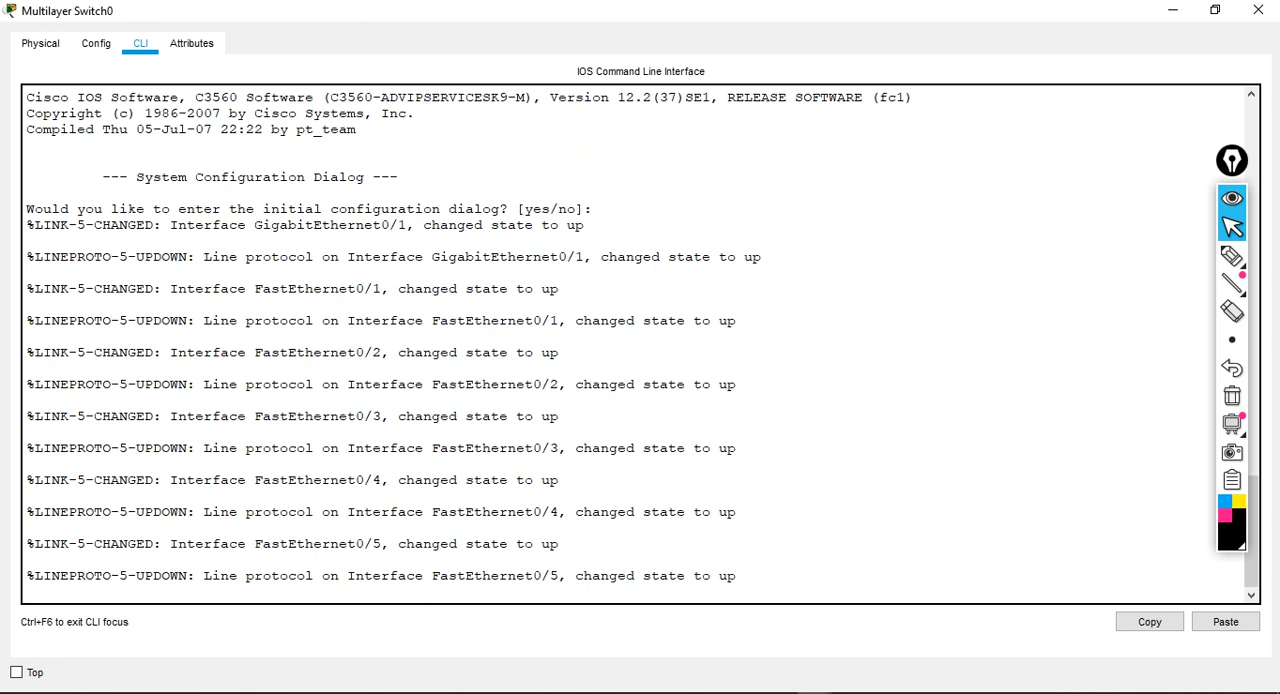 Multilayer Switch0
Physical Config CLI Attributes
IOS Command Line Interface
Cisco IOS Software, C3560 Software (C3560-ADVIPSERVICESK9-M), Version 12.2(37)SE1, RELEASE SOFTWARE (fc1)
Copyright (c) 1986-2007 by Cisco Systems, Inc.
Compiled Thu 05-Jul-07 22:22 by pt_team
--- System Configuration Dialog ---
Would you like to enter the initial configuration dialog? [yes/no]:
%LINK-5-CHANGED: Interface GigabitEthernet0/1, changed state to up
%LINEPROTO-5-UPDOWN: Line protocol on Interface GigabitEthernet0/1, changed state to up
%LINK-5-CHANGED: Interface FastEthernet0/1, changed state to up
%LINEPROTO-5-UPDOWN: Line protocol on Interface FastEthernet0/1, changed state to up
%LINK-5-CHANGED: Interface FastEthernet0/2, changed state to up
%LINEPROTO-5-UPDOWN: Line protocol on Interface FastEthernet0/2, changed state to up
%LINK-5-CHANGED: Interface FastEthernet0/3, changed state to up
%LINEPROTO-5-UPDOWN: Line protocol on Interface FastEthernet0/3, changed state to up
%LINK-5-CHANGED: Interface FastEthernet0/4, changed state to up
%LINEPROTO-5-UPDOWN: Line protocol on Interface FastEthernet0/4, changed state to up
%LINK-5-CHANGED: Interface FastEthernet0/5, changed state to up
%LINEPROTO-5-UPDOWN: Line protocol on Interface FastEthernet0/5, changed state to up
Ctrl+F6 to exit CLI focus
Copy Paste
Top